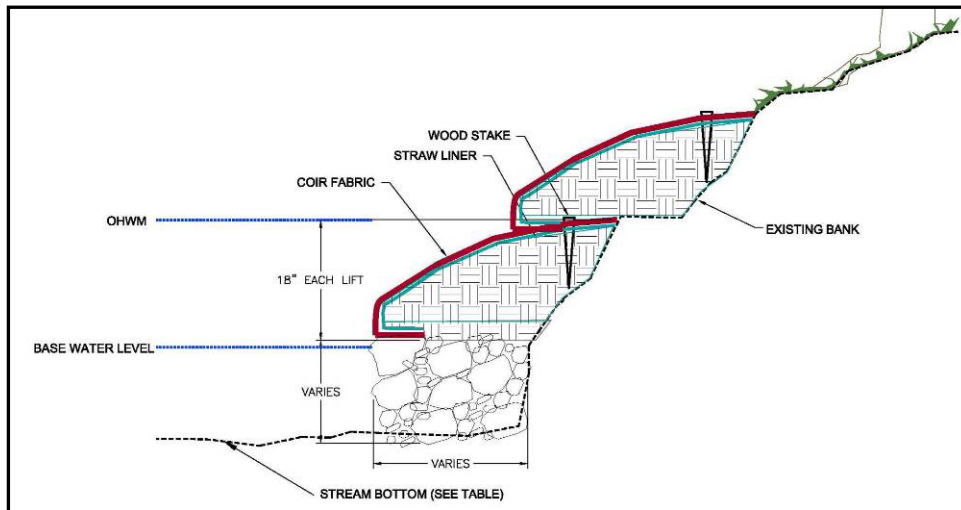 WOOD STAKE
STRAW LINER
COIR FABRIC
OHWM
EXISTING BANK
18" EACH LIFT
BASE WATER LEVEL
VARIES
VARIES
STREAM BOTTOM (SEE TABLE)